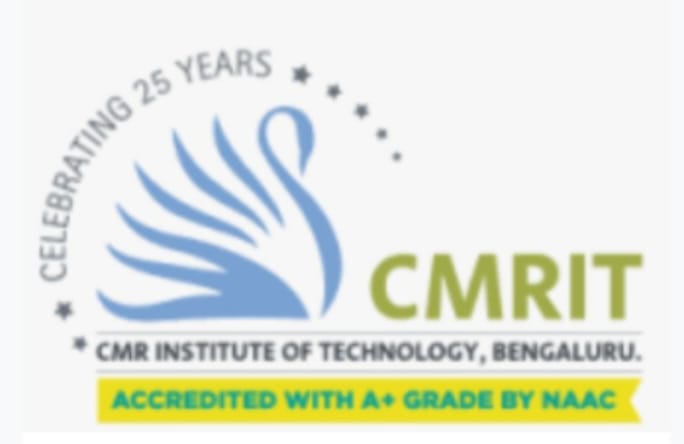 CELEBRATING 25 YEARS
CMRIT
CMR INSTITUTE OF TECHNOLOGY, BENGALURU.
ACCREDITED WITH A+ GRADE BY NAAC